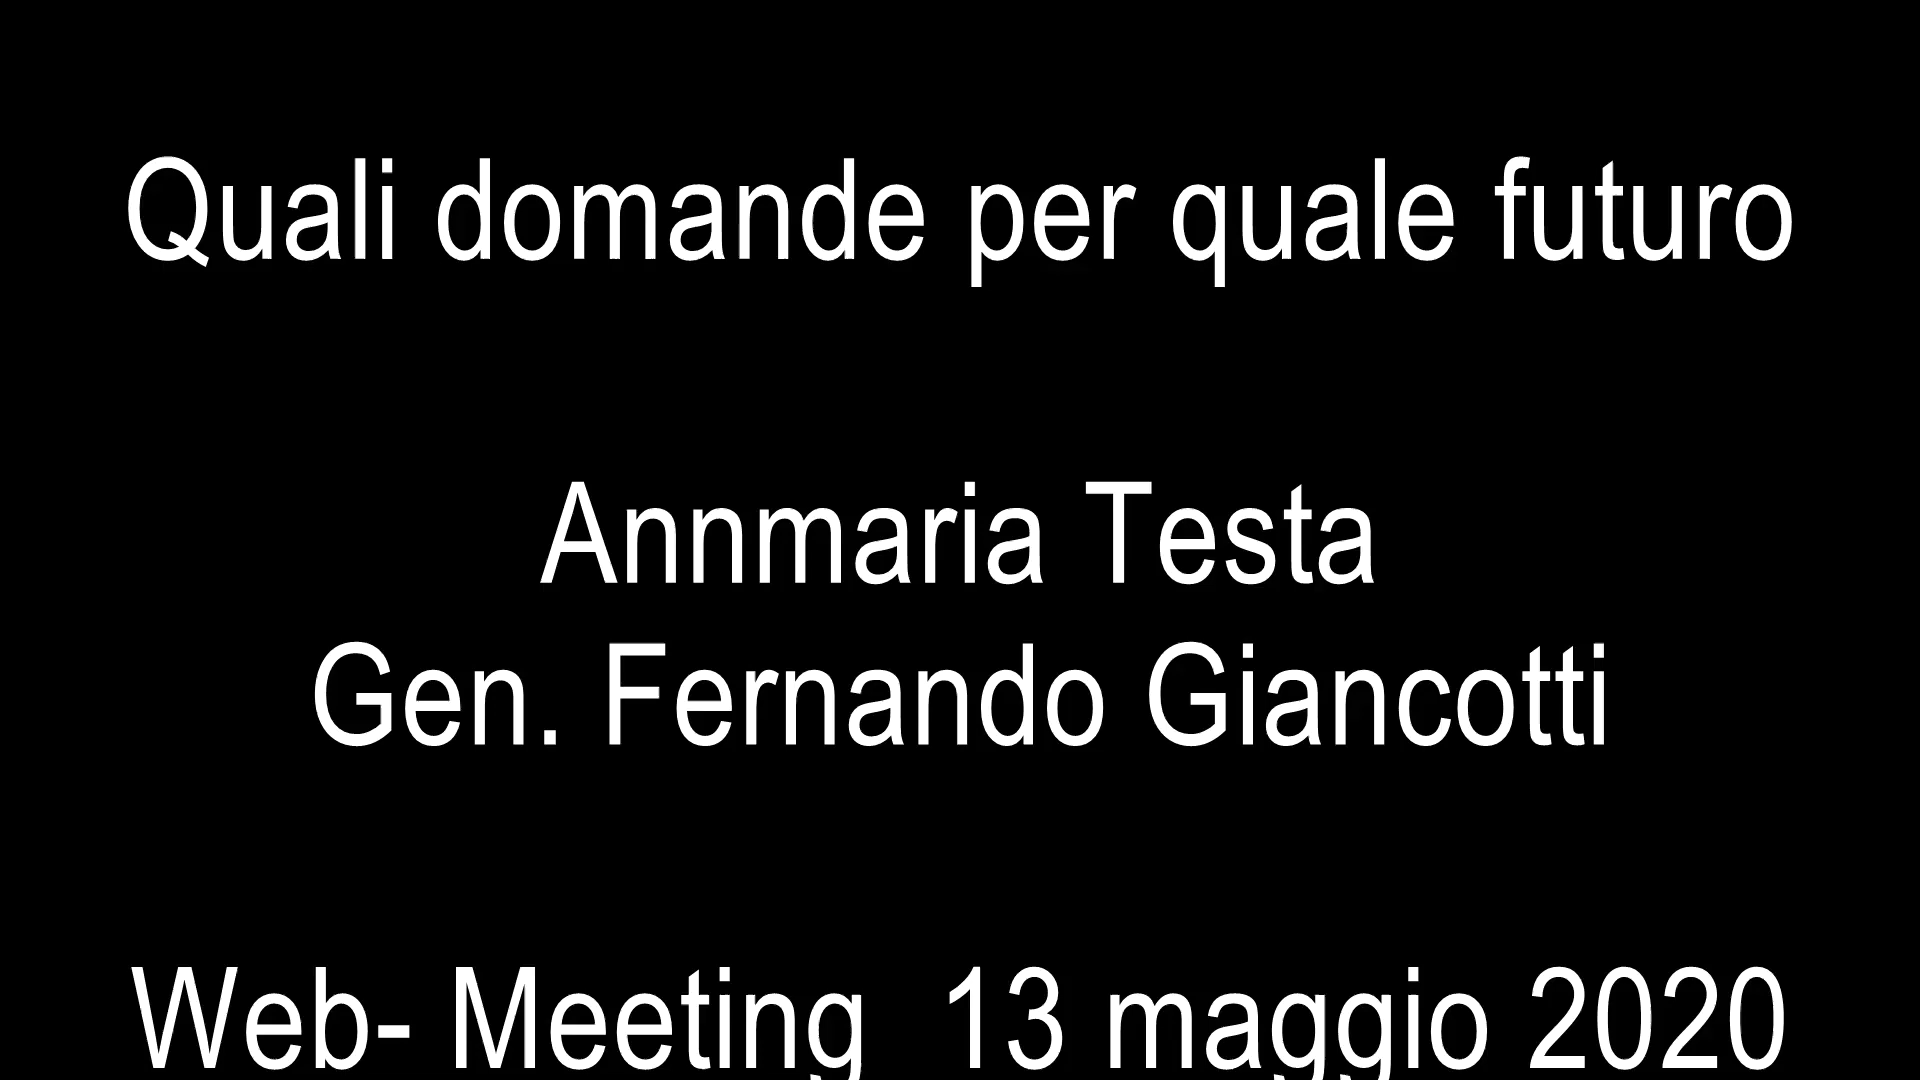 Quali domande per quale futuro
Annmaria Testa
Gen. Fernando Giancotti
Web- Meeting  13 maggio 2020